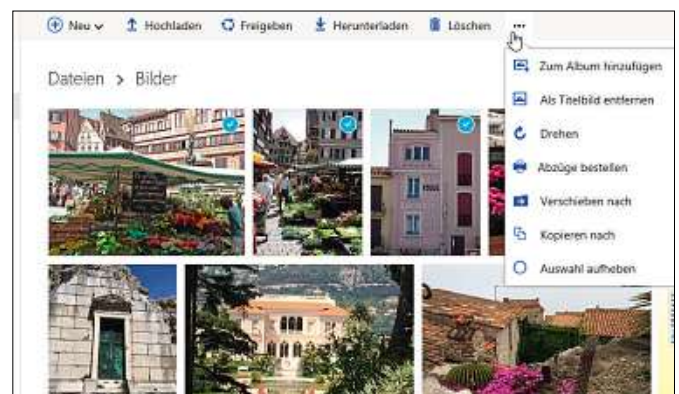 Neu Hochladen Freigeben Herunterladen Löschen ...
Dateien > Bilder
Zum Album hinzufügen
Als Titelbild entfernen
Drehen
Abzüge bestellen
Verschieben nach
Kopieren nach
Auswahl aufheben